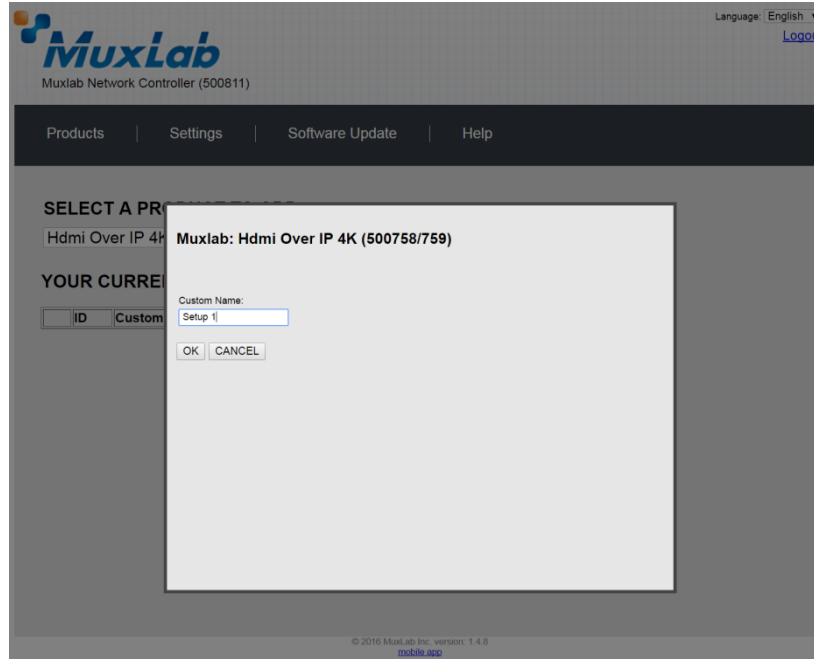 Language: English
Logou
MuxLab
Muxlab Network Controller (500811)
Products | Settings | Software Update | Help
SELECT A PR
Hdmi Over IP 4K
Muxlab: Hdmi Over IP 4K (500758/759)
YOUR CURRE
Custom Name:
ID Custom
Setup 1
OK CANCEL
© 2016 MuxLab Inc. version: 1.4.8
mobile app